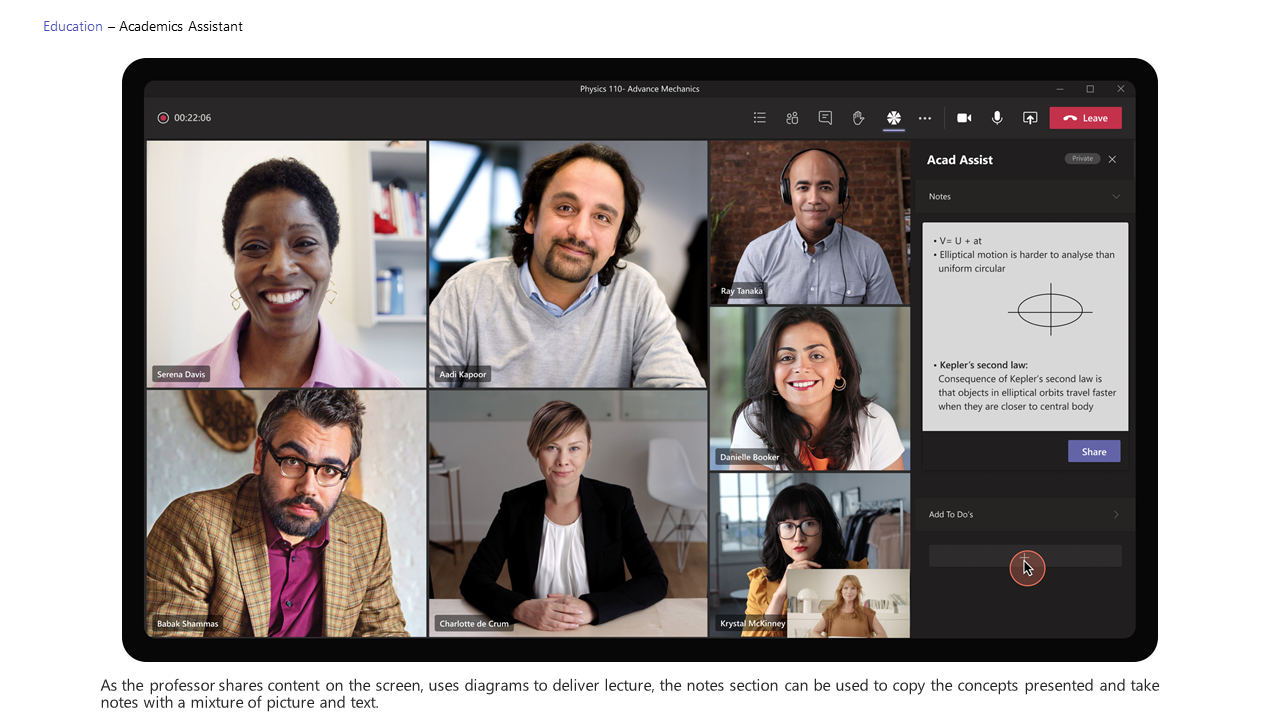 Education – Academics Assistant
Physics 110- Advance Mechanics
00:22:06
Leave
Acad Assist
Private
Notes
• V= U + at
• Elliptical motion is harder to analyse than
uniform circular
• Kepler's second law:
Consequence of Kepler's second law is
that objects in elliptical orbits travel faster
when they are closer to central body
Share
Add To Do's
Serena Davis
Aadi Kapoor
Ray Tanaka
Danielle Booker
Babak Shammas
Charlotte de Crum
Krystal McKinney
As the professor shares content on the screen, uses diagrams to deliver lecture, the notes section can be used to copy the concepts presented and take
notes with a mixture of picture and text.